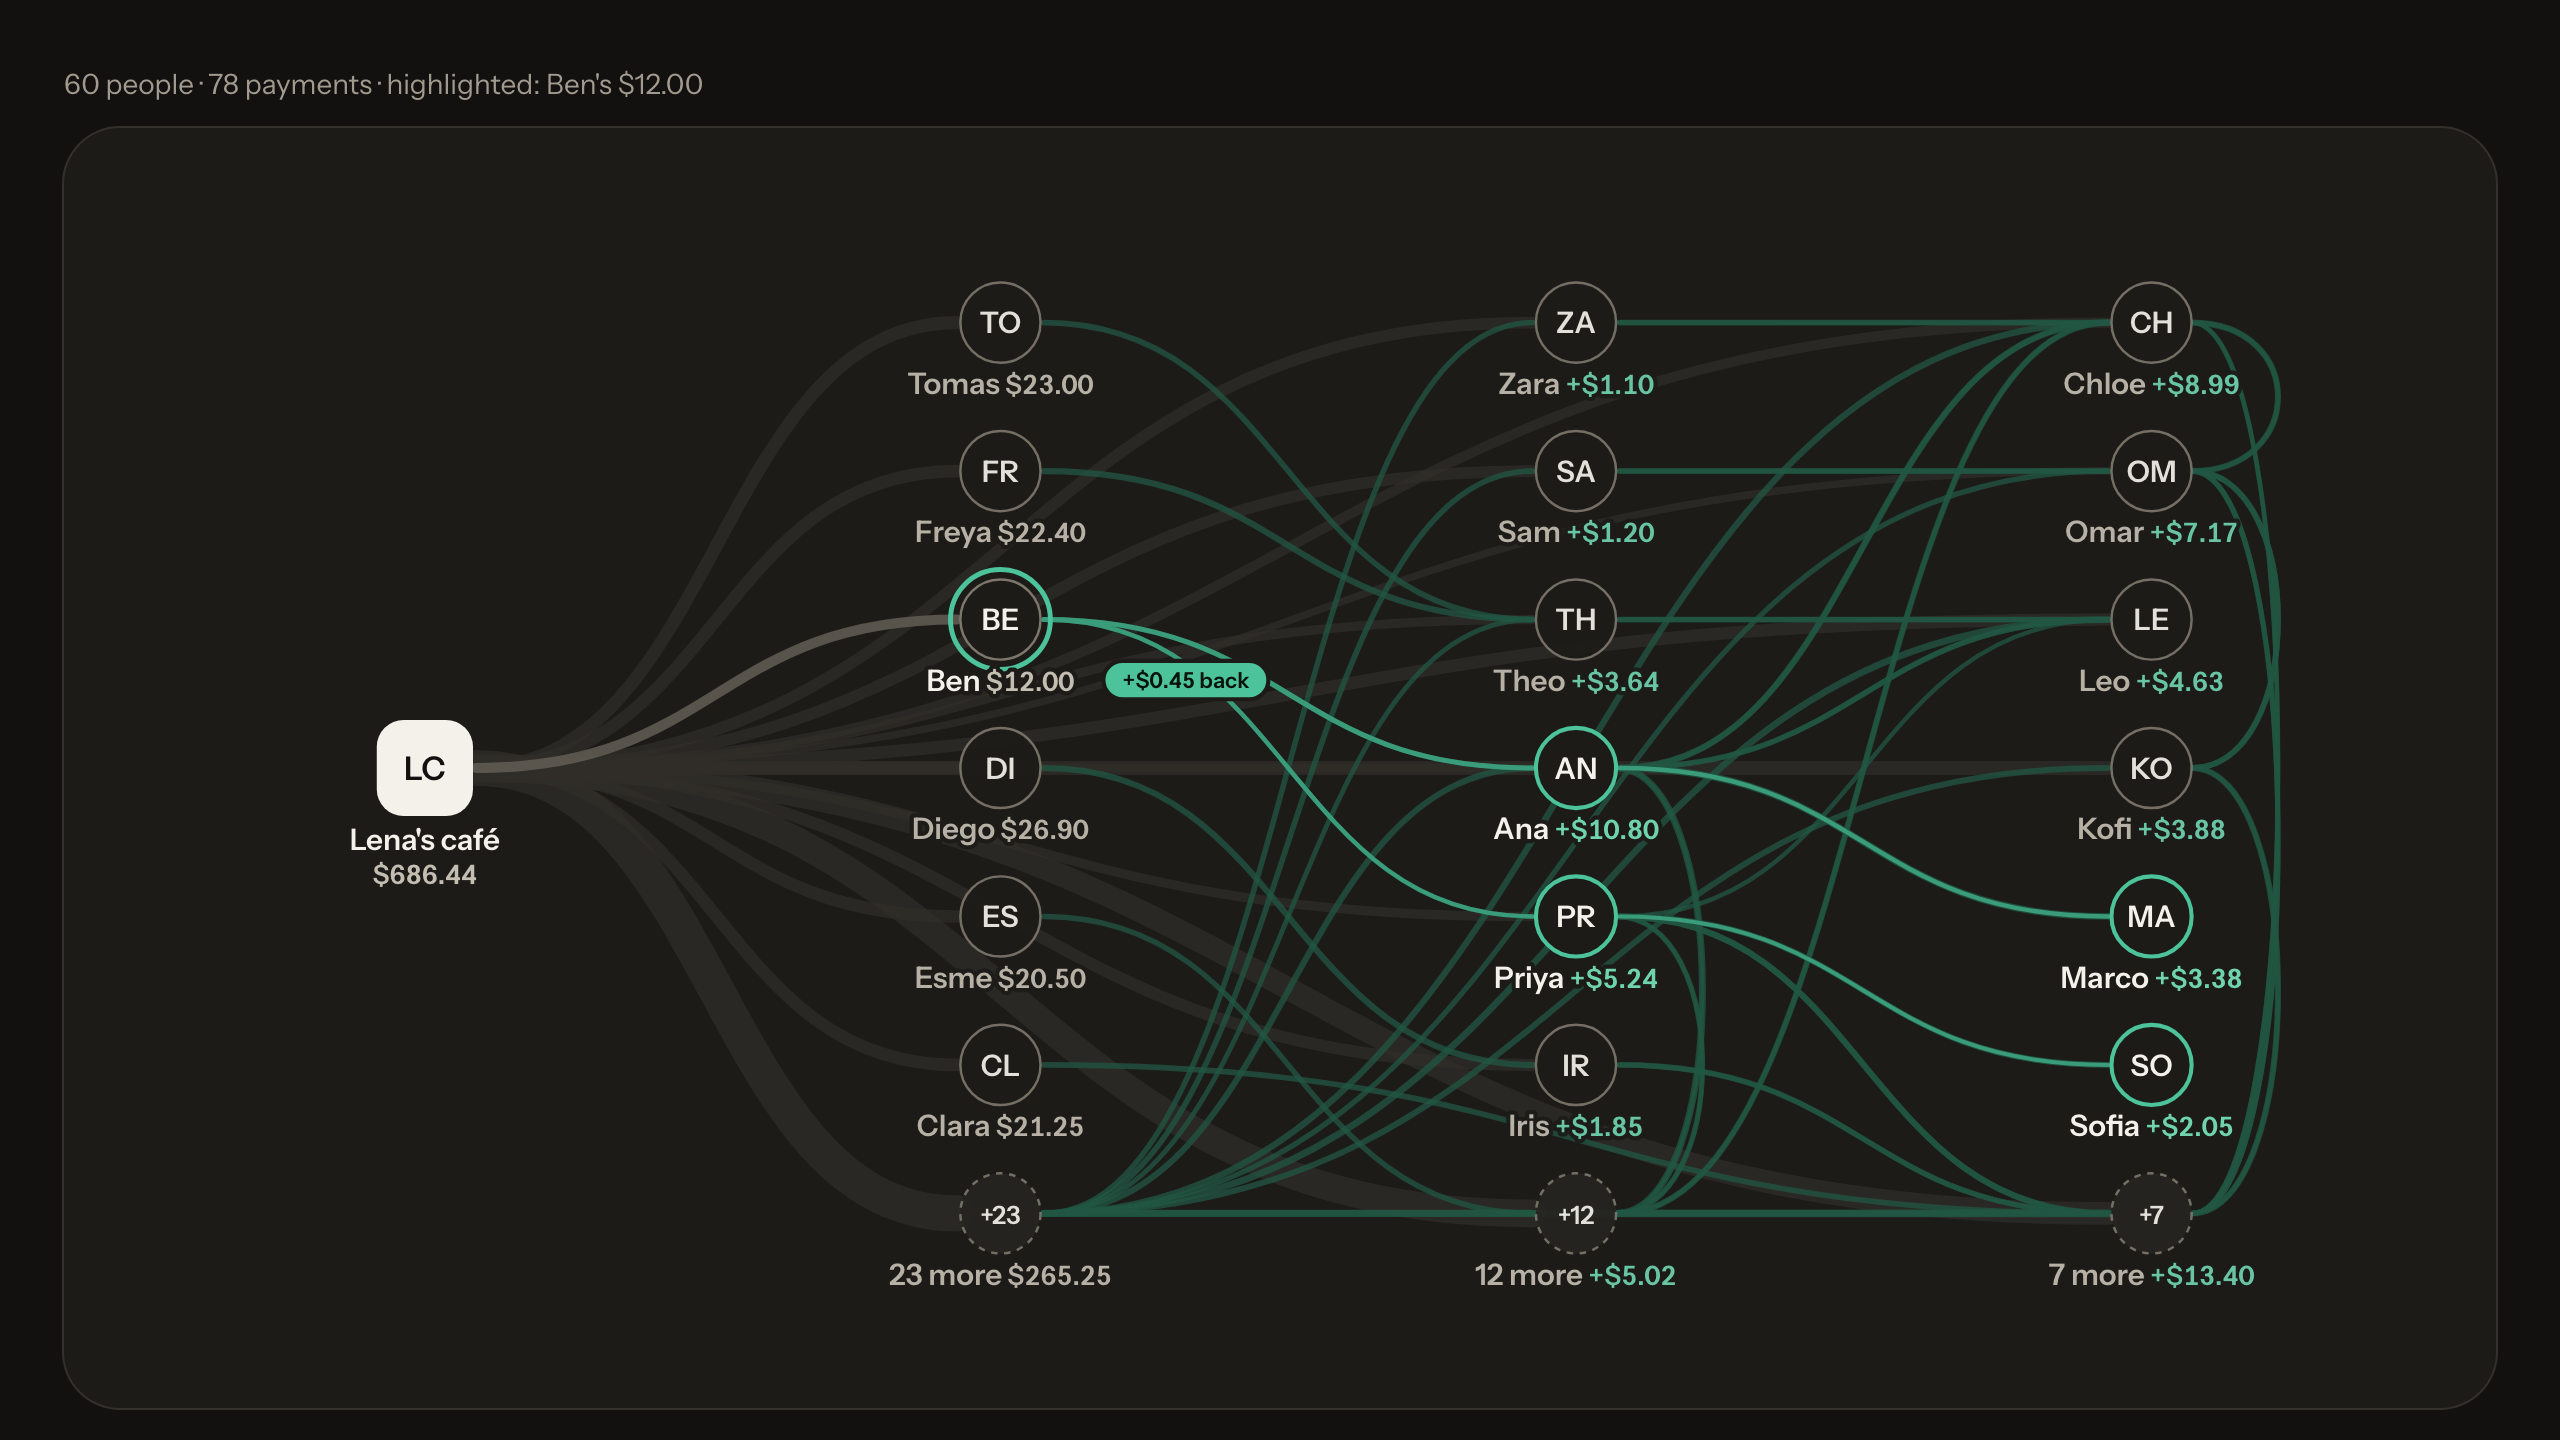 60 people · 78 payments · highlighted: Ben's $12.00
TO
ZA
CH
Tomas $23.00
Zara +$1.10
Chloe +$8.99
FR
SA
OM
Freya $22.40
Sam +$1.20
Omar +$7.17
BE
TH
LE
Ben $12.00
+$0.45 back
Theo +$3.64
Leo +$4.63
LC
DI
AN
KO
Lena's café
$686.44
Diego $26.90
Ana +$10.80
Kofi +$3.88
ES
PR
MA
Esme $20.50
Priya +$5.24
Marco +$3.38
CL
IR
SO
Clara $21.25
Iris +$1.85
Sofia +$2.05
+23
+12
+7
23 more $265.25
12 more +$5.02
7 more +$13.40